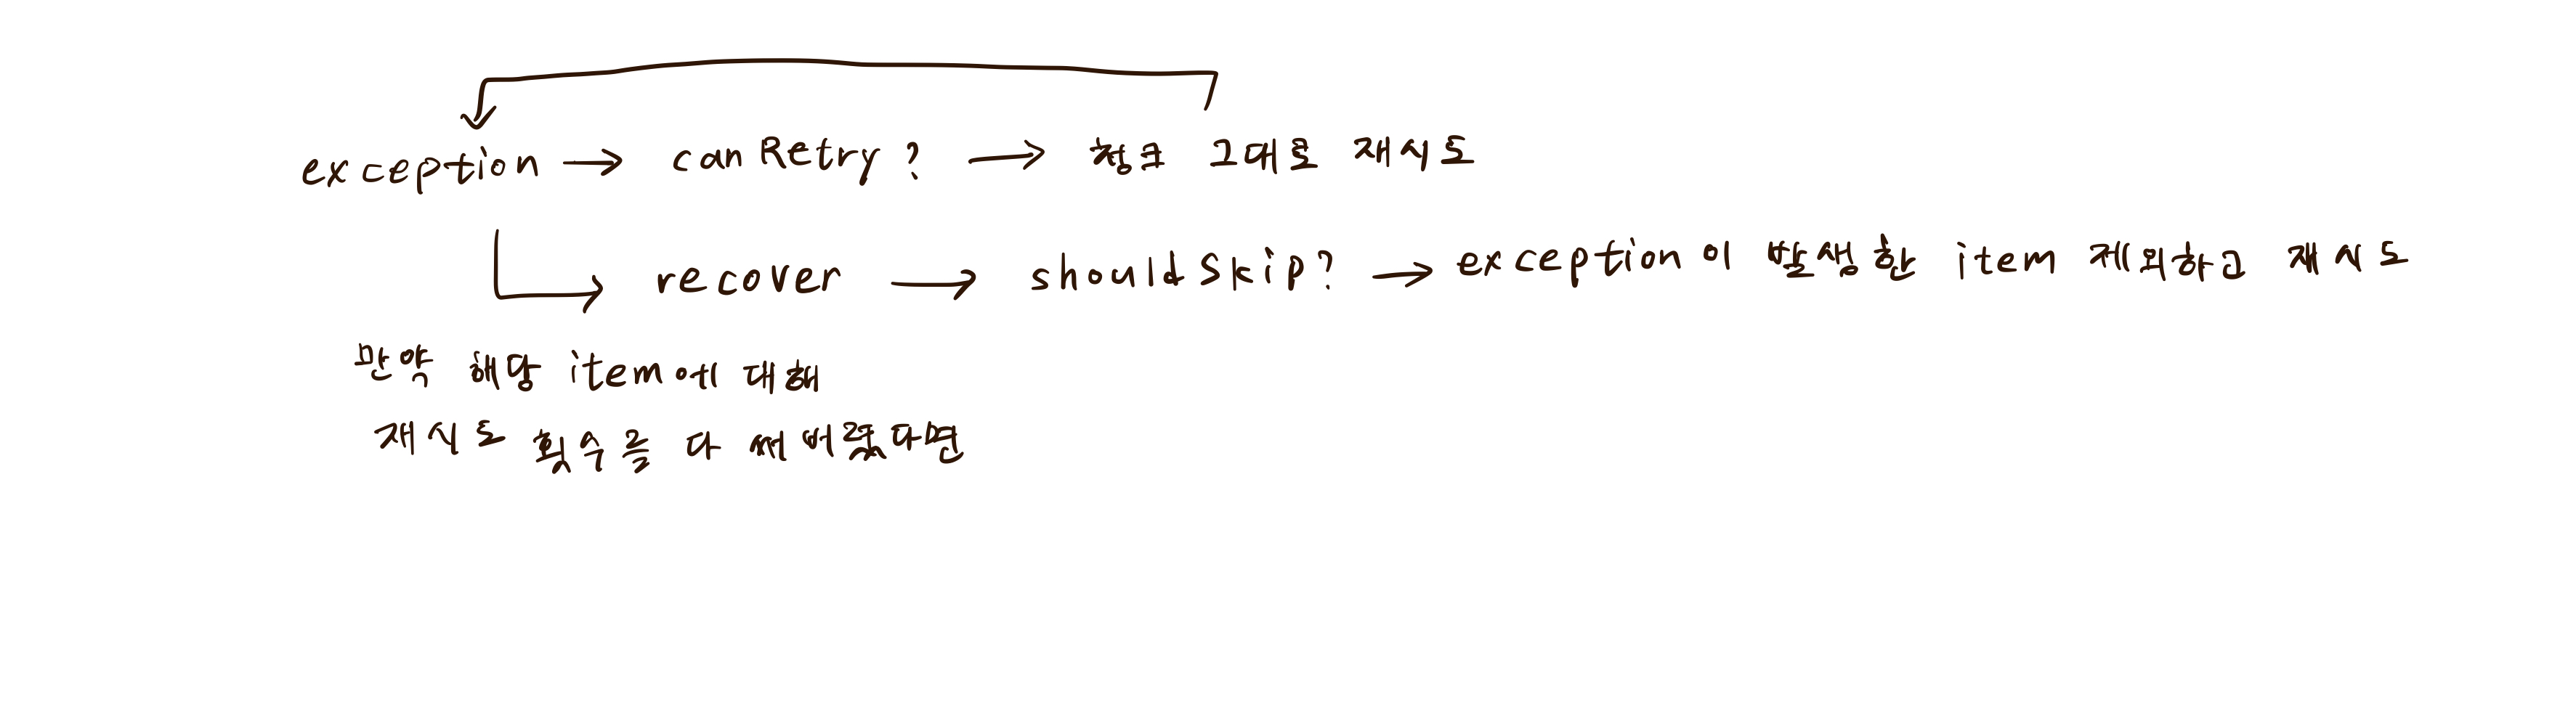 exception → canRetry? → 청크 그대로 재시도
recover → shouldSkip? → exception이 발생한 item 제외하고 재시도
만약 해당 item에 대해
재시도 횟수를 다 써버렸다면